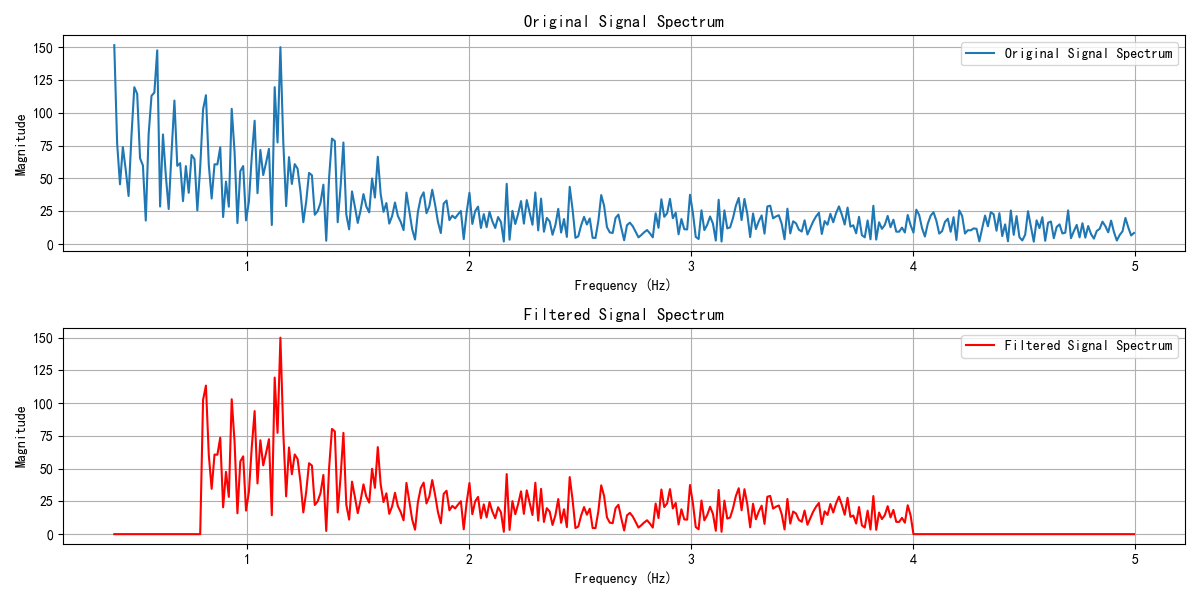 Original Signal Spectrum
Original Signal Spectrum
Magnitude
150
125
100
75
50
25
0
1 2 3 4 5
Frequency (Hz)
Filtered Signal Spectrum
Filtered Signal Spectrum
Magnitude
150
125
100
75
50
25
0
1 2 3 4 5
Frequency (Hz)